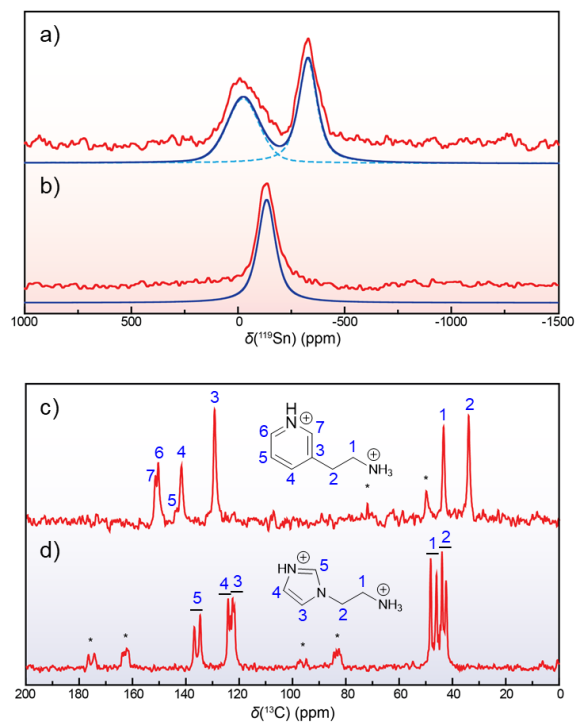 a)
b)
1000 500 0 -500 -1000 -1500
δ(¹¹⁹Sn) (ppm)
c)
3
2
1
6
4
7
5
*
*
H
N +
6 7
5 3 1 +
4 2 NH₃
d)
1 2
4 3
5
* *
* *
+
HN 5
4 N 1 +
3 2 NH₃
200 180 160 140 120 100 80 60 40 20 0
δ(¹³C) (ppm)